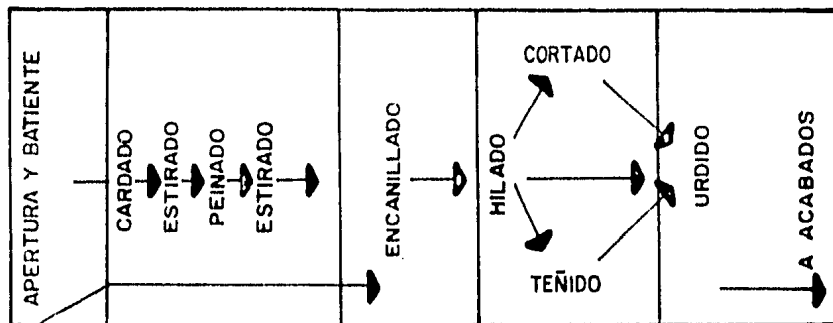 APERTURA Y BATIENTE
CARDADO
ESTIRADO
PEINADO
ESTIRADO
ENCANILLADO
HILADO
CORTADO
TEÑIDO
URDIDO
A ACABADOS